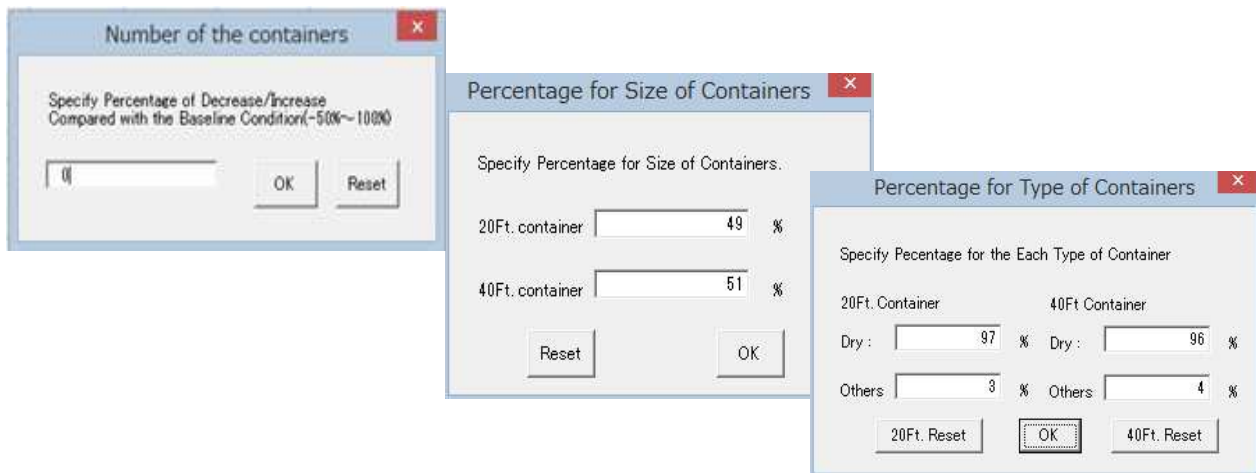 Number of the containers
Specify Percentage of Decrease/Increase
Compared with the Baseline Condition(-50%~100%)
0
OK
Reset
Percentage for Size of Containers
Specify Percentage for Size of Containers.
20Ft. container 49 %
40Ft. container 51 %
Reset
OK
Percentage for Type of Containers
Specify Pecentage for the Each Type of Container
20Ft. Container 40Ft Container
Dry : 97 % Dry : 96 %
Others 3 % Others 4 %
20Ft. Reset OK 40Ft. Reset